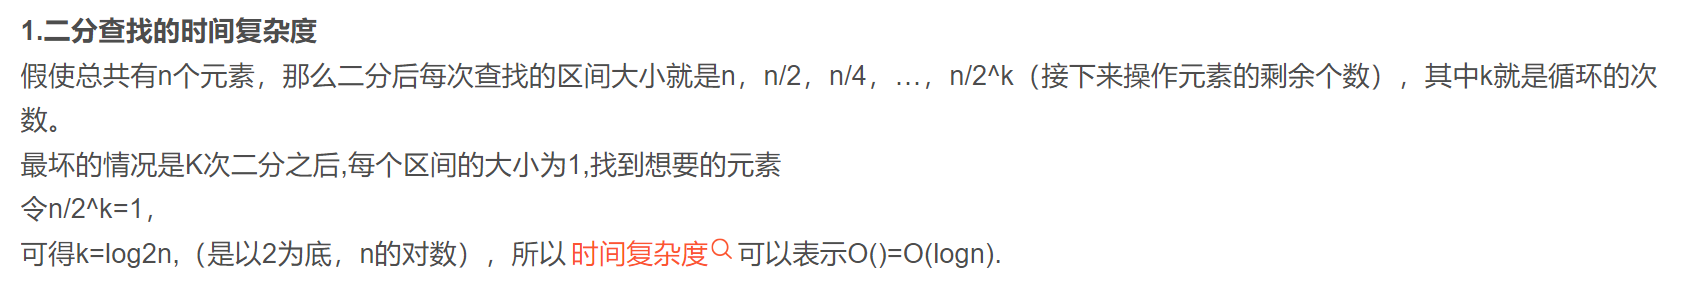 1.二分查找的时间复杂度
假使总共有n个元素，那么二分后每次查找的区间大小就是n，n/2，n/4，…，n/2^k（接下来操作元素的剩余个数），其中k就是循环的次
数。
最坏的情况是K次二分之后,每个区间的大小为1,找到想要的元素
令n/2^k=1，
可得k=log2n,（是以2为底，n的对数），所以时间复杂度可以表示O()=O(logn).